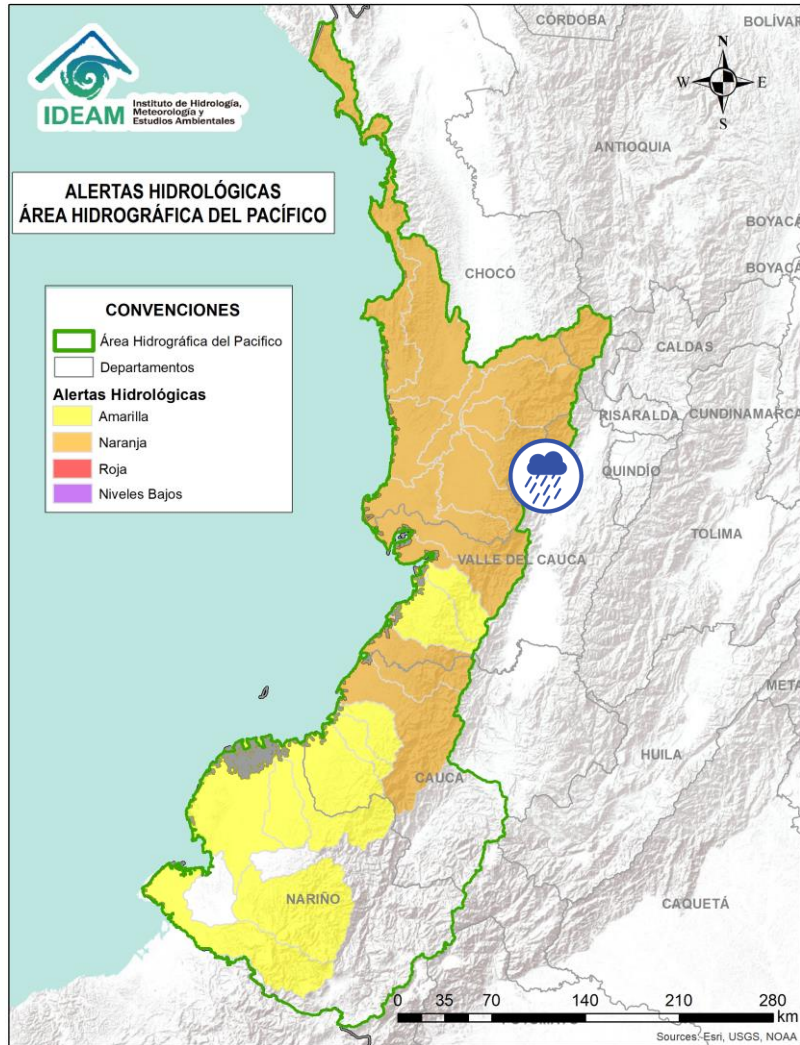 CÓRDOBA
BOLÍVAR
IDEAM
Instituto de Hidrología,
Meteorología y
Estudios Ambientales
N
W E
S
ANTIOQUIA
ALERTAS HIDROLÓGICAS
ÁREA HIDROGRÁFICA DEL PACÍFICO
BOYACÁ
BOYACÁ
CHOCÓ
CONVENCIONES
Área Hidrográfica del Pacifico
Departamentos
Alertas Hidrológicas
Amarilla
Naranja
Roja
Niveles Bajos
CALDAS
RISARALDA
CUNDINAMARCA
QUINDÍO
TOLIMA
VALLE DEL CAUCA
META
HUILA
CAUCA
NARIÑO
CAQUETÁ
0 35 70 140 210 280
km
Sources: Esri, USGS, NOAA